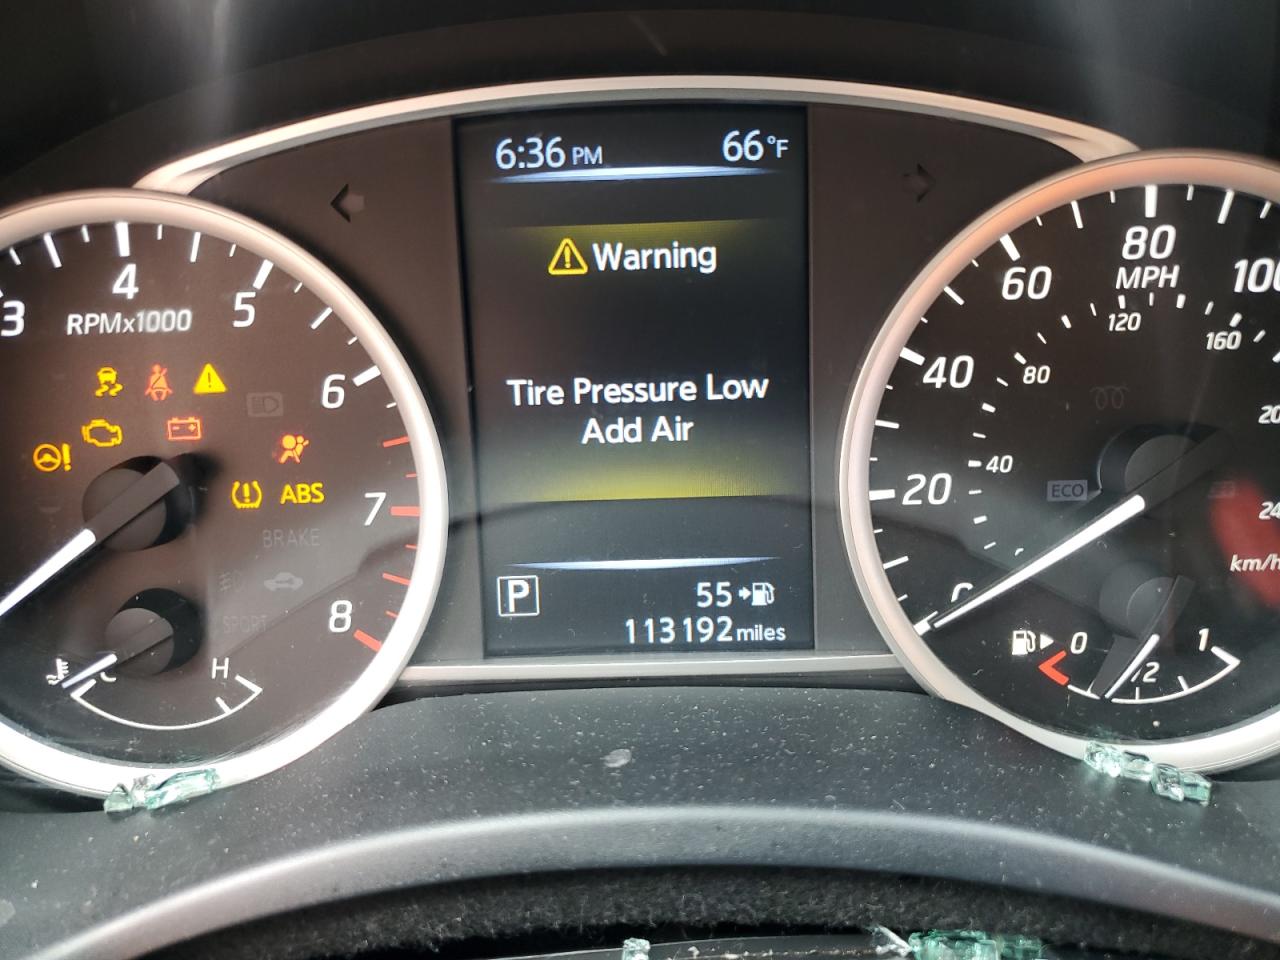 6:36 PM 66°F
Warning
Tire Pressure Low
Add Air
P
55
113192 miles
3 4 5 6 7 8
RPMx1000
ABS
BRAKE
SPORT
H
20 40 60 80 100
MPH
40 80 120 160
km/h
ECO
0 1